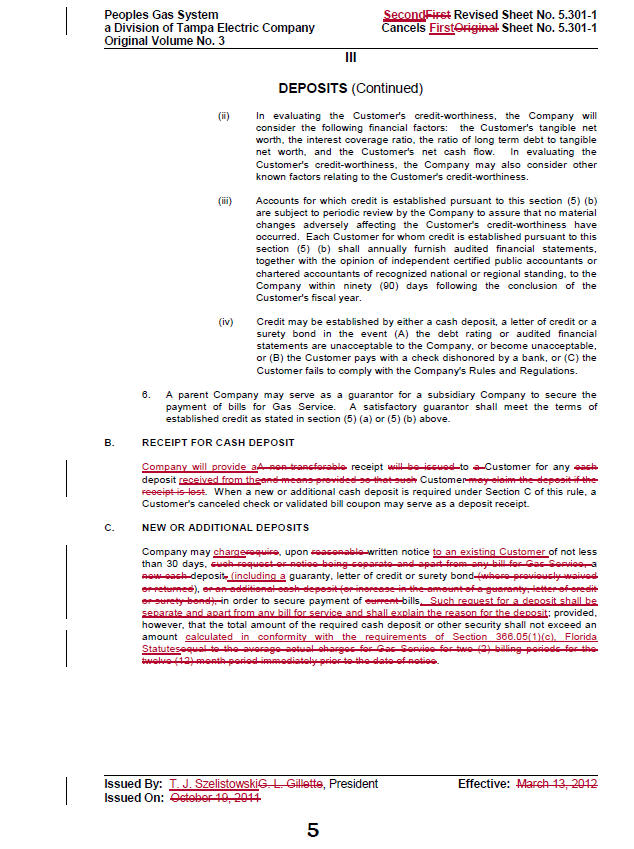 Peoples Gas System
a Division of Tampa Electric Company
Original Volume No. 3
SecondFirst Revised Sheet No. 5.301-1
Cancels FirstOriginal Sheet No. 5.301-1
III
DEPOSITS (Continued)
(ii) In evaluating the Customer's credit-worthiness, the Company will
consider the following financial factors: the Customer's tangible net
worth, the interest coverage ratio, the ratio of long term debt to tangible
net worth, and the Customer's net cash flow. In evaluating the
Customer's credit-worthiness, the Company may also consider other
known factors relating to the Customer's credit-worthiness.
(iii) Accounts for which credit is established pursuant to this section (5) (b)
are subject to periodic review by the Company to assure that no material
changes adversely affecting the Customer's credit-worthiness have
occurred. Each Customer for whom credit is established pursuant to this
section (5) (b) shall annually furnish audited financial statements,
together with the opinion of independent certified public accountants or
chartered accountants of recognized national or regional standing, to the
Company within ninety (90) days following the conclusion of the
Customer's fiscal year.
(iv) Credit may be established by either a cash deposit, a letter of credit or a
surety bond in the event (A) the debt rating or audited financial
statements are unacceptable to the Company, or become unacceptable,
or (B) the Customer pays with a check dishonored by a bank, or (C) the
Customer fails to comply with the Company's Rules and Regulations.
6. A parent Company may serve as a guarantor for a subsidiary Company to secure the
payment of bills for Gas Service. A satisfactory guarantor shall meet the terms of
established credit as stated in section (5) (a) or (5) (b) above.
B. RECEIPT FOR CASH DEPOSIT
Company will provide aA non-transferable receipt will be issued to a Customer for any cash
deposit received from theand means provided so that such Customer may claim the deposit if the
receipt is lost. When a new or additional cash deposit is required under Section C of this rule, a
Customer's canceled check or validated bill coupon may serve as a deposit receipt.
C. NEW OR ADDITIONAL DEPOSITS
Company may chargerequire, upon reasonable written notice to an existing Customer of not less
than 30 days, such request or notice being separate and apart from any bill for Gas Service, a
new cash deposit, (including a guaranty, letter of credit or surety bond (where previously waived
or returned), or an additional cash deposit (or increase in the amount of a guaranty, letter of credit
or surety bond), in order to secure payment of current bills. Such request for a deposit shall be
separate and apart from any bill for service and shall explain the reason for the deposit; provided,
however, that the total amount of the required cash deposit or other security shall not exceed an
amount calculated in conformity with the requirements of Section 366.05(1)(c), Florida
Statutesequal to the average actual charges for Gas Service for two (2) billing periods for the
twelve (12) month period immediately prior to the date of notice.
Issued By: T. J. SzelistowskiG. L. Gillette, President
Issued On: October 19, 2011
Effective: March 13, 2012
5